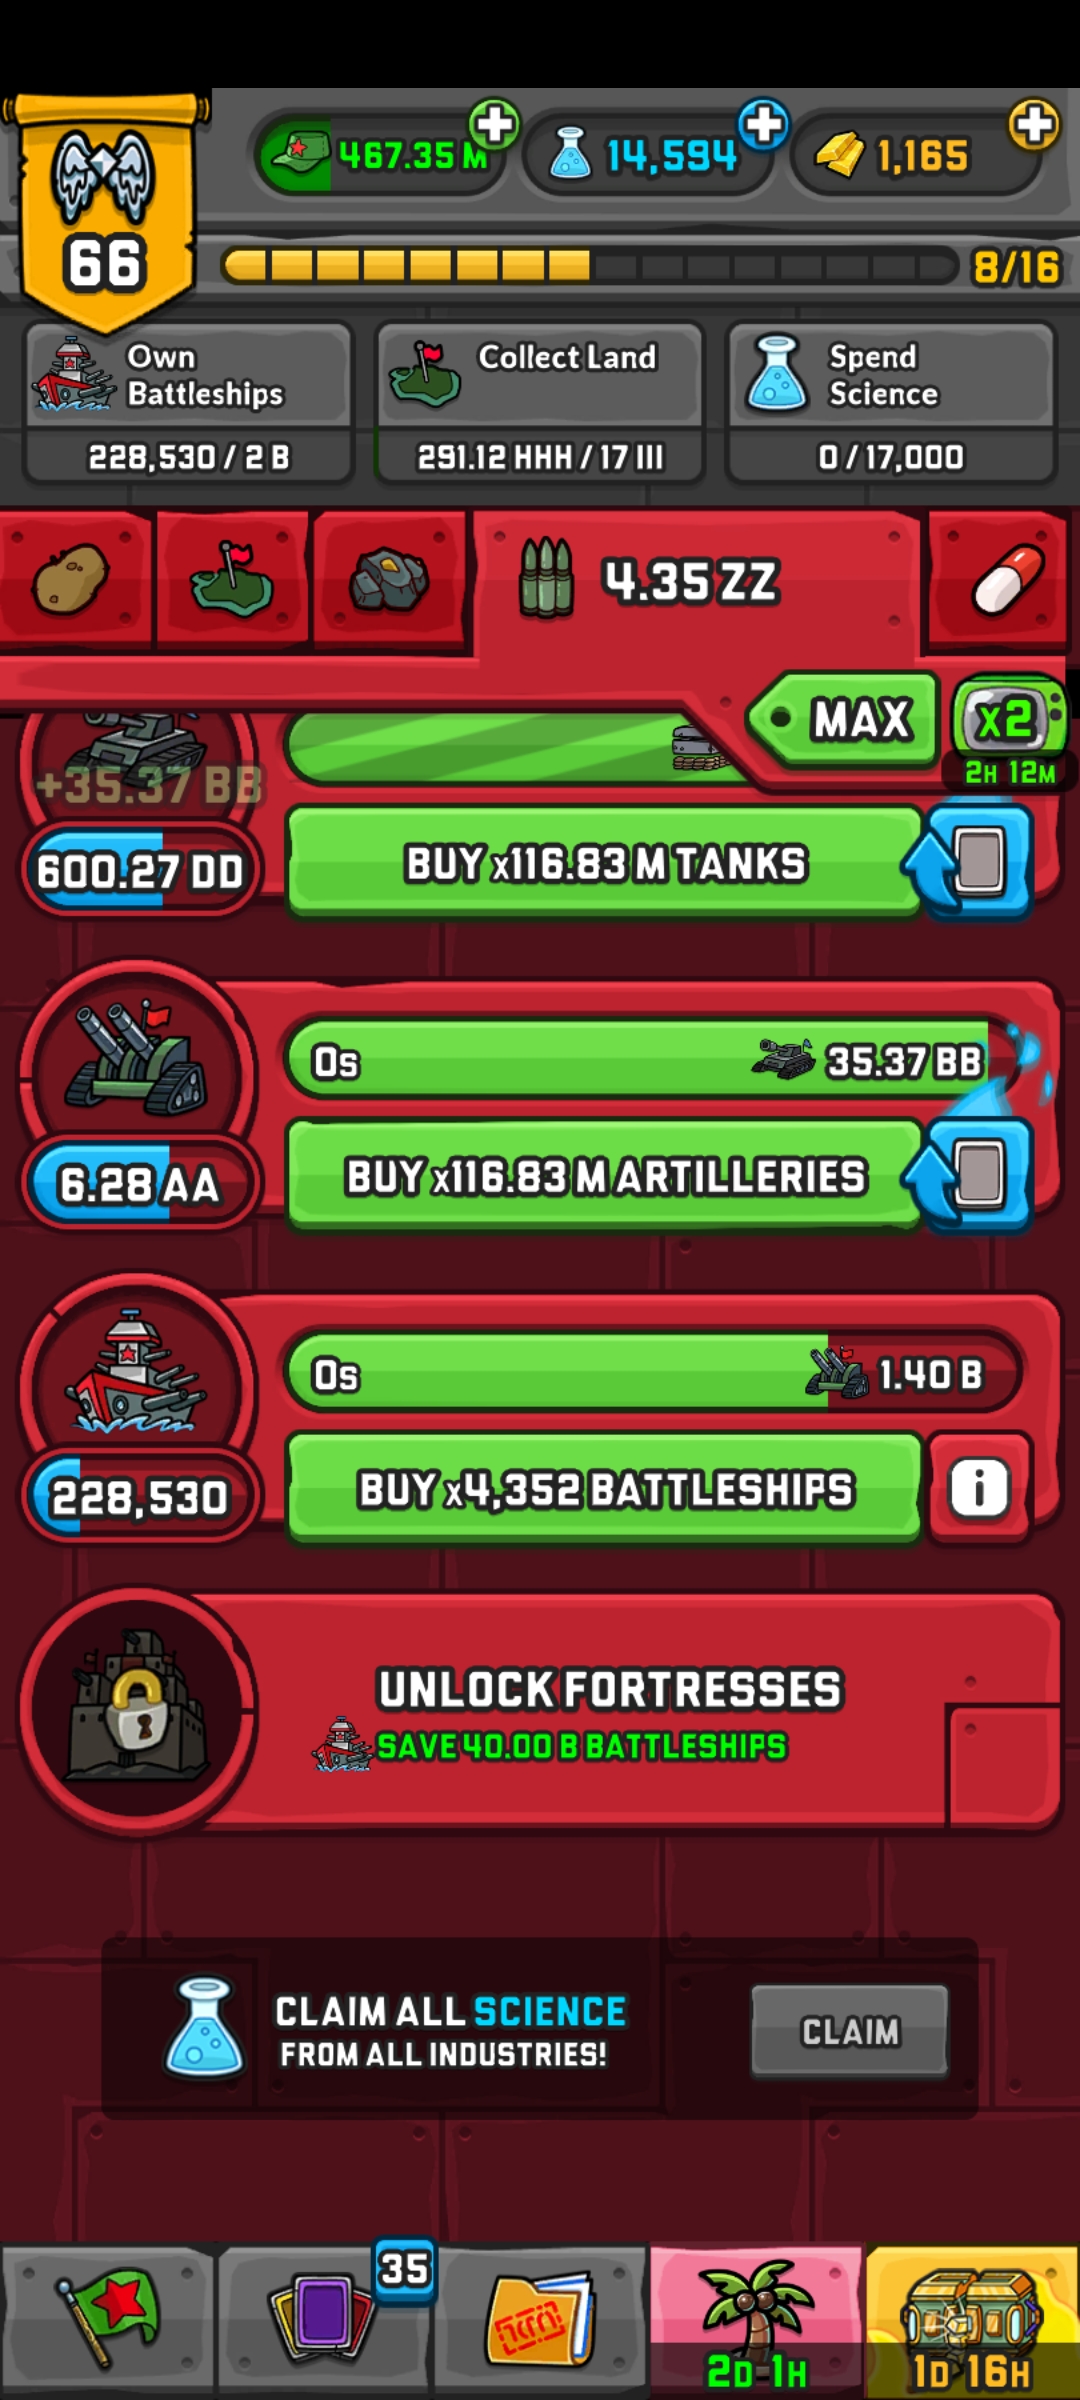 467.35 M
14,594
1,165
66
8/16
Own
Battleships
228,530 / 2 B
Collect Land
291.12 HHH / 17 III
Spend
Science
0 / 17,000
4.35 ZZ
MAX
x2
2H 12M
+35.37 BB
600.27 DD
BUY x116.83 M TANKS
0s
35.37 BB
6.28 AA
BUY x116.83 M ARTILLERIES
0s
1.40 B
228,530
BUY x4,352 BATTLESHIPS
i
UNLOCK FORTRESSES
SAVE 40.00 B BATTLESHIPS
CLAIM ALL SCIENCE
FROM ALL INDUSTRIES!
CLAIM
35
2D 1H
1D 16H